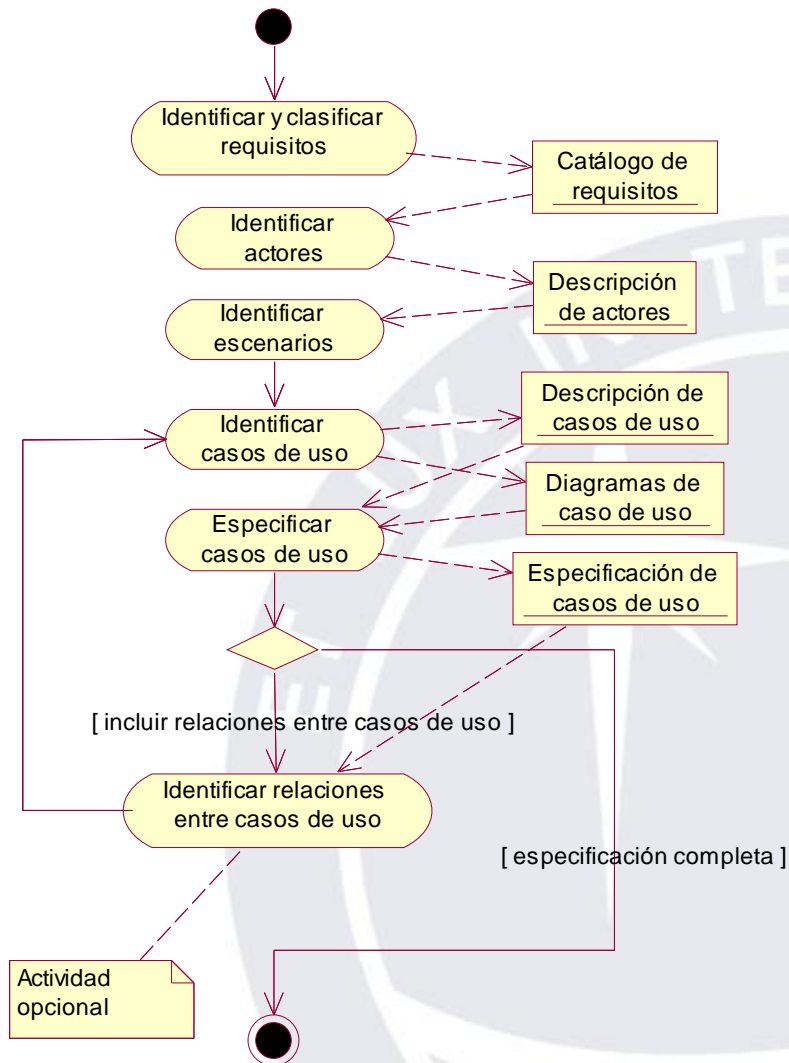 Identificar y clasificar
requisitos
Catálogo de
requisitos
Identificar
actores
Descripción
de actores
Identificar
escenarios
Identificar
casos de uso
Descripción de
casos de uso
Diagramas de
caso de uso
Especificar
casos de uso
Especificación de
casos de uso
[ incluir relaciones entre casos de uso ]
Identificar relaciones
entre casos de uso
[ especificación completa ]
Actividad
opcional